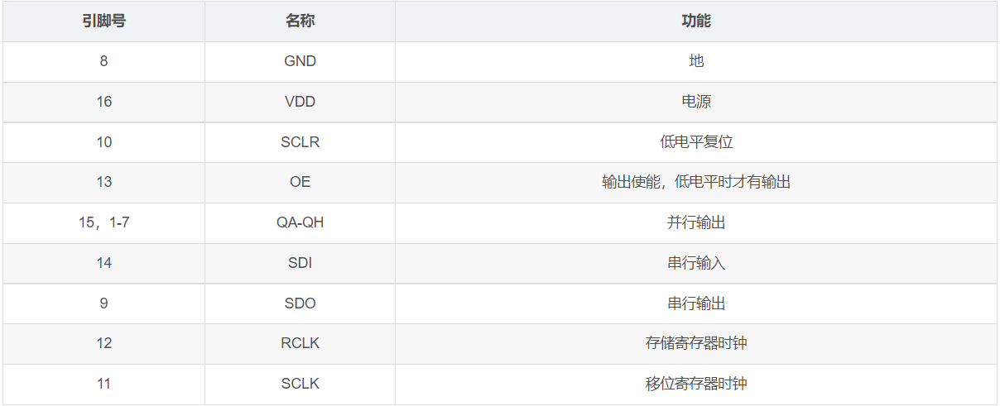 引脚号 名称 功能
8 GND 地
16 VDD 电源
10 SCLR 低电平复位
13 OE 输出使能，低电平时才有输出
15，1-7 QA-QH 并行输出
14 SDI 串行输入
9 SDO 串行输出
12 RCLK 存储寄存器时钟
11 SCLK 移位寄存器时钟